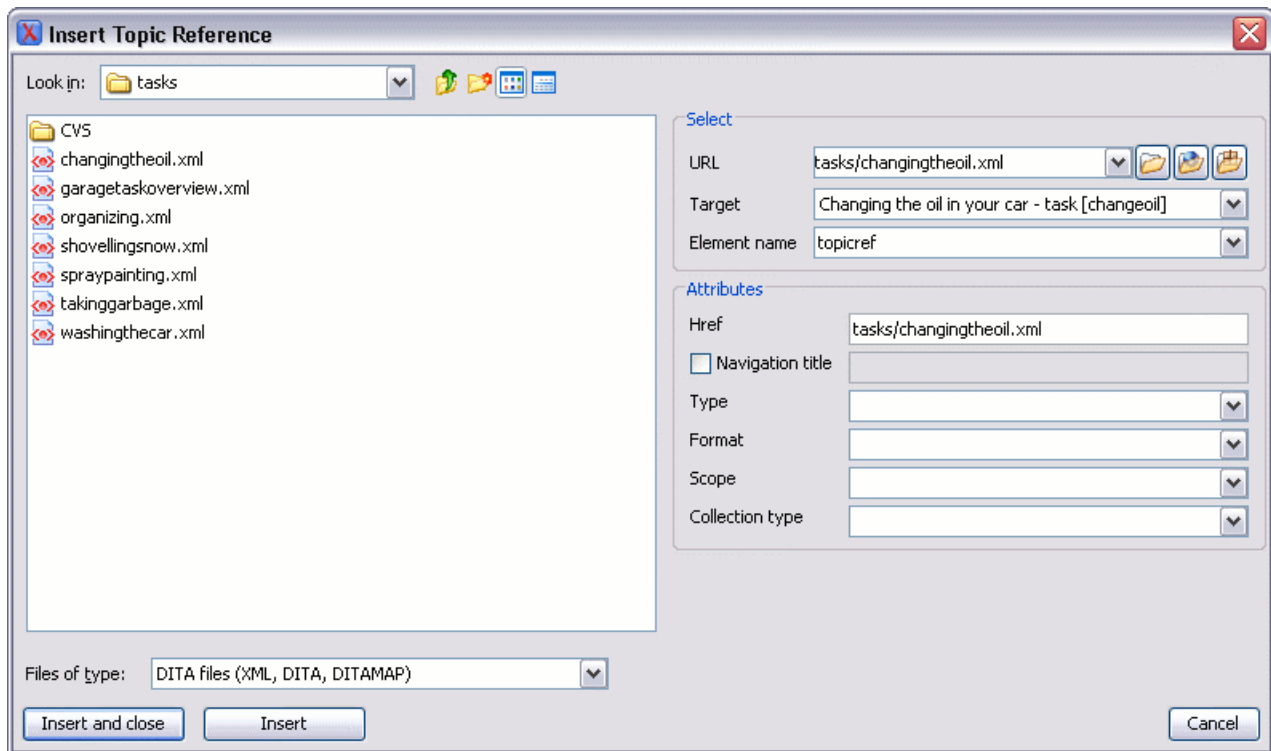 Insert Topic Reference
Look in: tasks
CVS
changingtheoil.xml
garagetaskoverview.xml
organizing.xml
shovellingsnow.xml
spraypainting.xml
takinggarbage.xml
washingthecar.xml
Files of type: DITA files (XML, DITA, DITAMAP)
Select
URL tasks/changingtheoil.xml
Target Changing the oil in your car - task [changeoil]
Element name topicref
Attributes
Href tasks/changingtheoil.xml
Navigation title
Type
Format
Scope
Collection type
Insert and close Insert Cancel